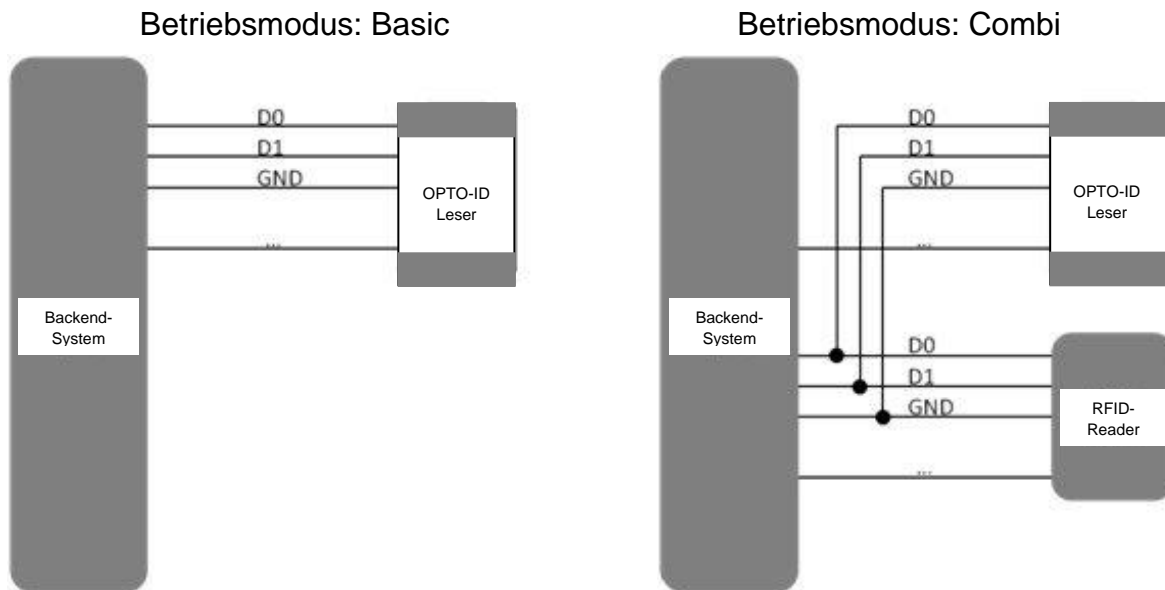 Betriebsmodus: Basic
D0
D1
GND
...
OPTO-ID
Leser
Backend-
System
Betriebsmodus: Combi
D0
D1
GND
...
OPTO-ID
Leser
Backend-
System
D0
D1
GND
...
RFID-
Reader